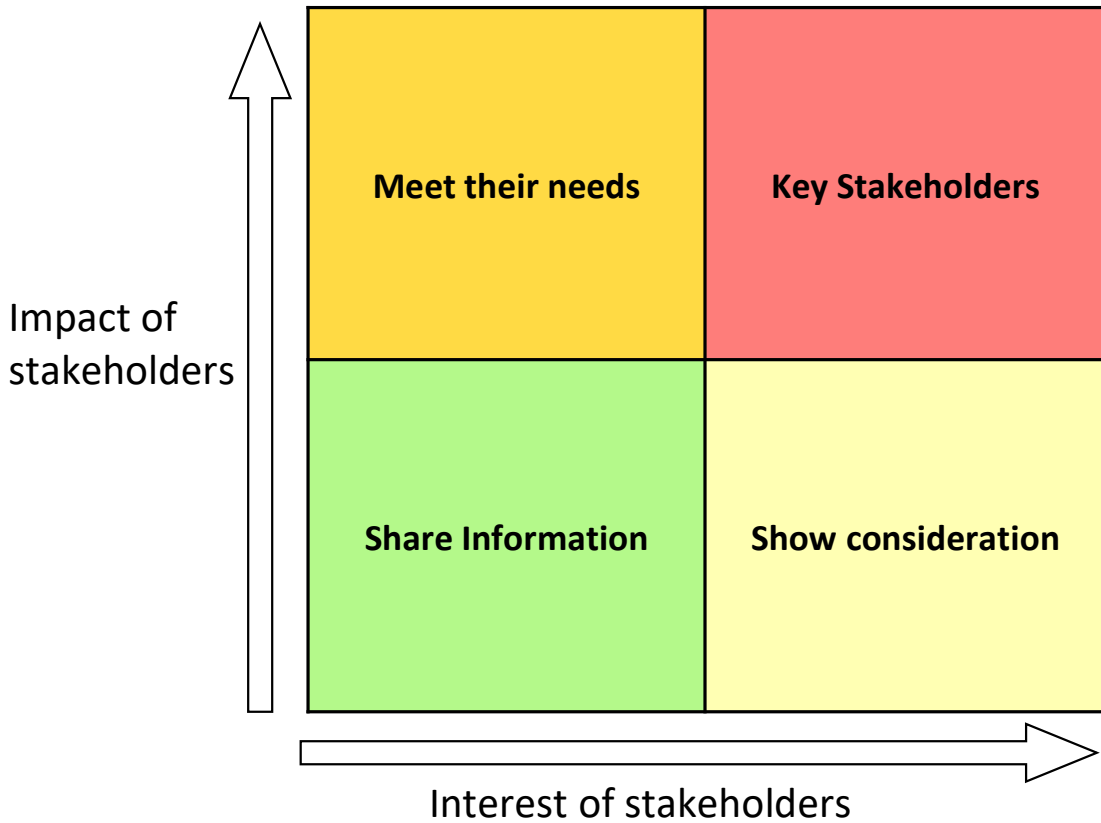 Meet their needs
Key Stakeholders
Impact of
stakeholders
Share Information
Show consideration
Interest of stakeholders